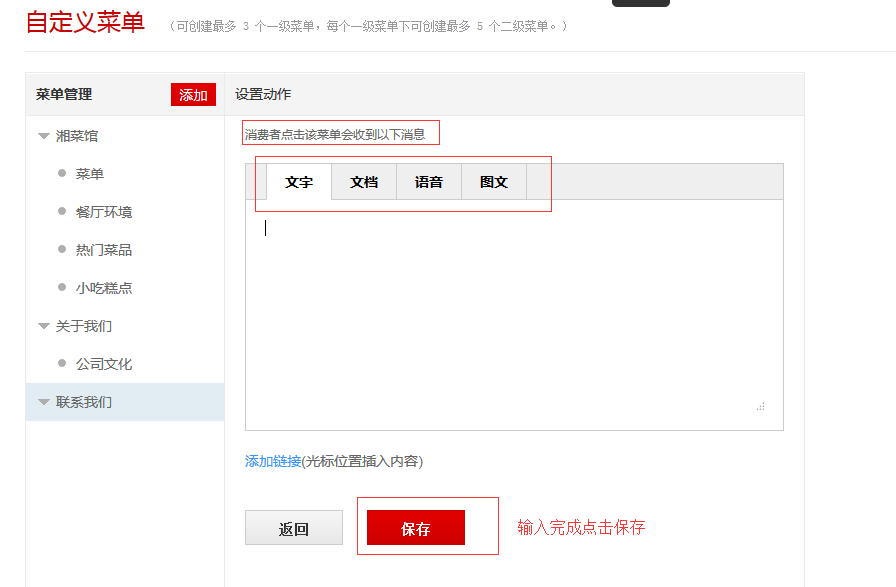 自定义菜单 （可创建最多 3 个一级菜单，每个一级菜单下可创建最多 5 个二级菜单。）
菜单管理 添加 设置动作
湘菜馆
菜单
餐厅环境
热门菜品
小吃糕点
关于我们
公司文化
联系我们
消费者点击该菜单会收到以下消息
文字 文档 语音 图文
添加链接(光标位置插入内容)
返回 保存 输入完成点击保存